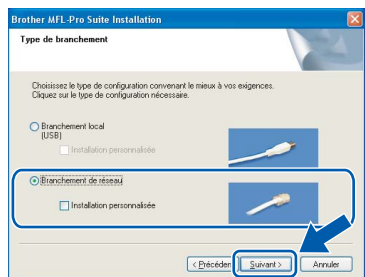 Brother MFL-Pro Suite Installation
Type de branchement
Choisissez le type de configuration convenant le mieux à vos exigences.
Cliquez sur le type de configuration nécessaire.
Branchement local
(USB)
Installation personnalisée
Branchement de réseau
Installation personnalisée
< Précéden
Suivant >
Annuler